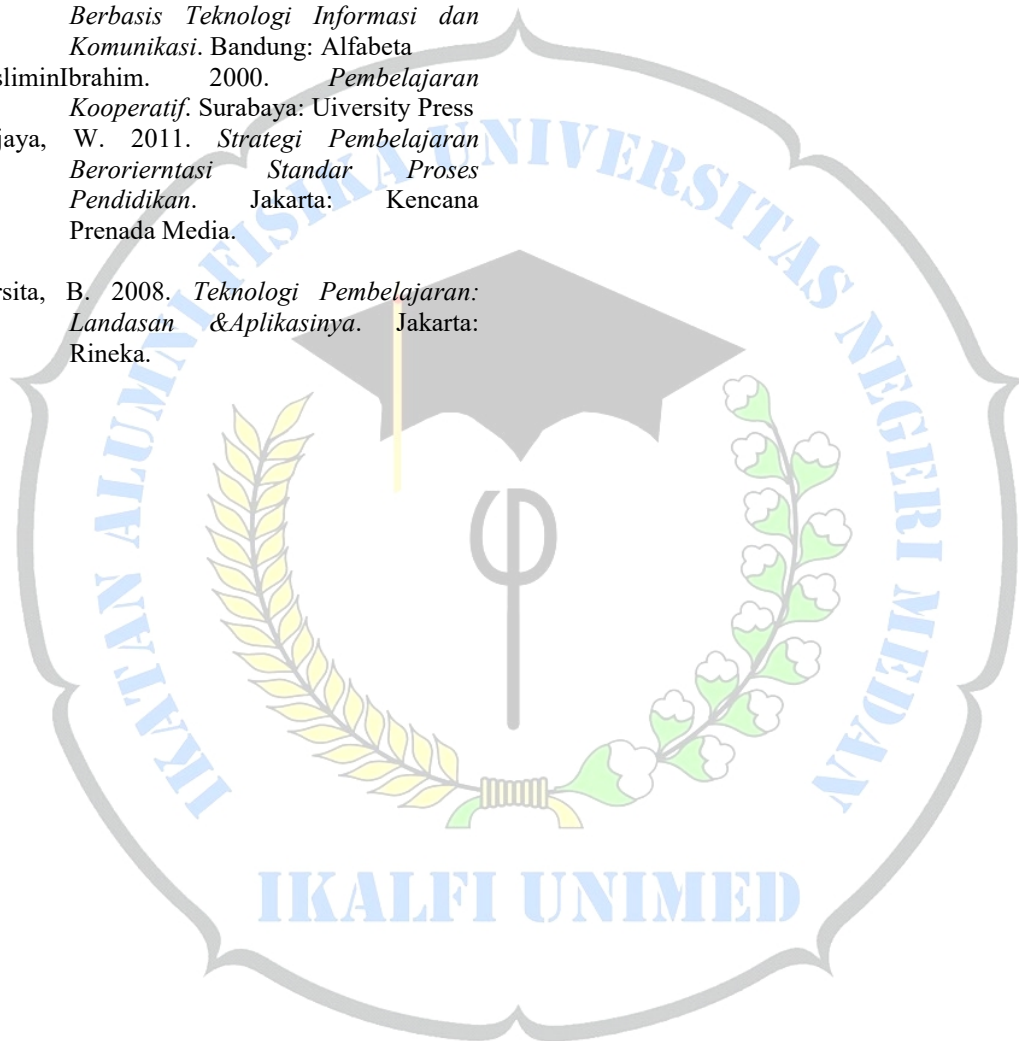 Berbasis Teknologi Informasi dan
Komunikasi. Bandung: Alfabeta
sliminIbrahim. 2000. Pembelajaran
Kooperatif. Surabaya: Uiversity Press
jaya, W. 2011. Strategi Pembelajaran
Berorierntasi Standar Proses
Pendidikan. Jakarta: Kencana
Prenada Media.
rsita, B. 2008. Teknologi Pembelajaran:
Landasan &Aplikasinya. Jakarta:
Rineka.
IKATAN ALUMNI FISIKA UNIVERSITAS NEGERI MEDAN
φ
IKALFI UNIMED